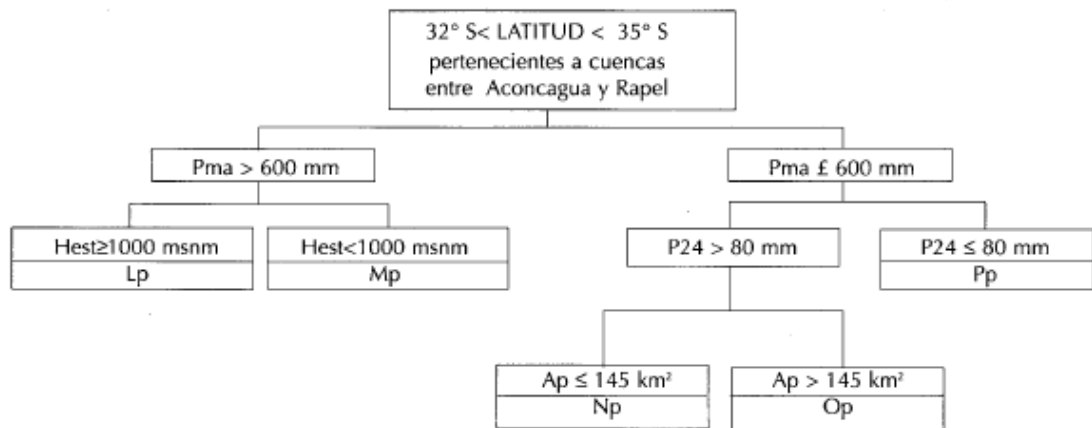 32° S< LATITUD < 35° S
pertenecientes a cuencas
entre Aconcagua y Rapel
Pma > 600 mm
Pma £ 600 mm
Hest≥1000 msnm
Lp
Hest<1000 msnm
Mp
P24 > 80 mm
P24 ≤ 80 mm
Pp
Ap ≤ 145 km²
Np
Ap > 145 km²
Op